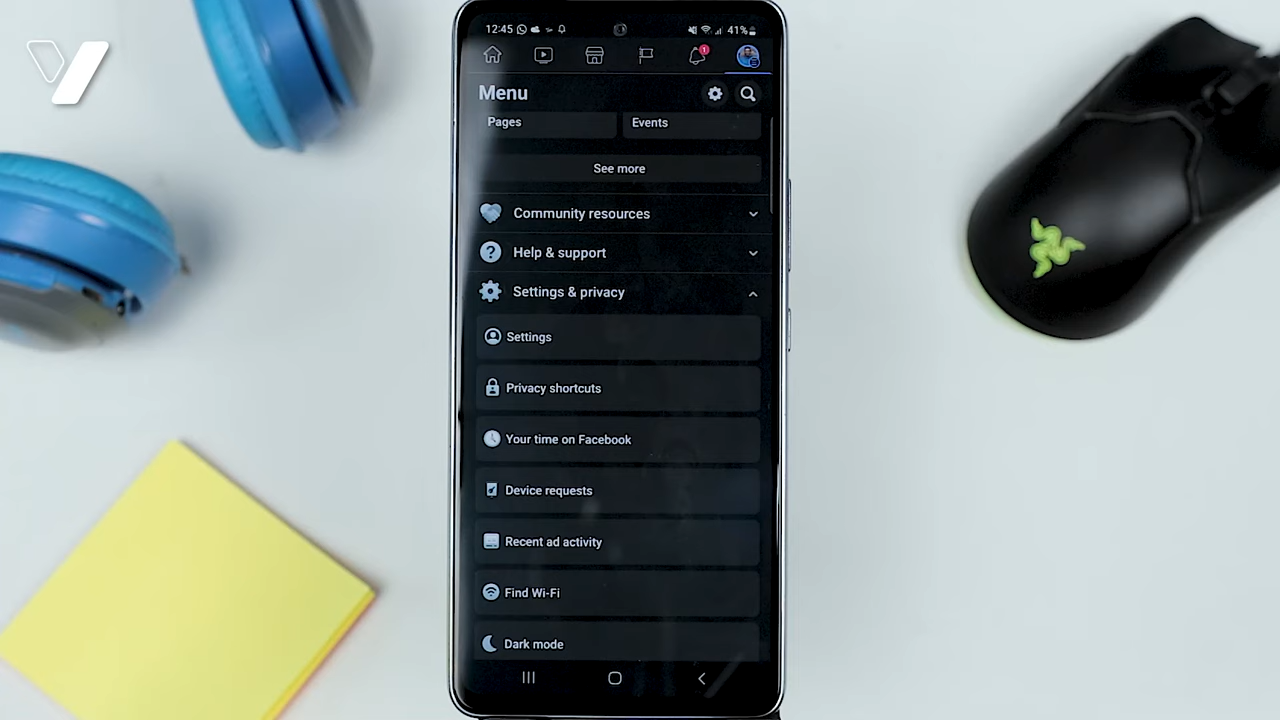 12:45
41%
1
Menu
Pages
Events
See more
Community resources
Help & support
Settings & privacy
Settings
Privacy shortcuts
Your time on Facebook
Device requests
Recent ad activity
Find Wi-Fi
Dark mode